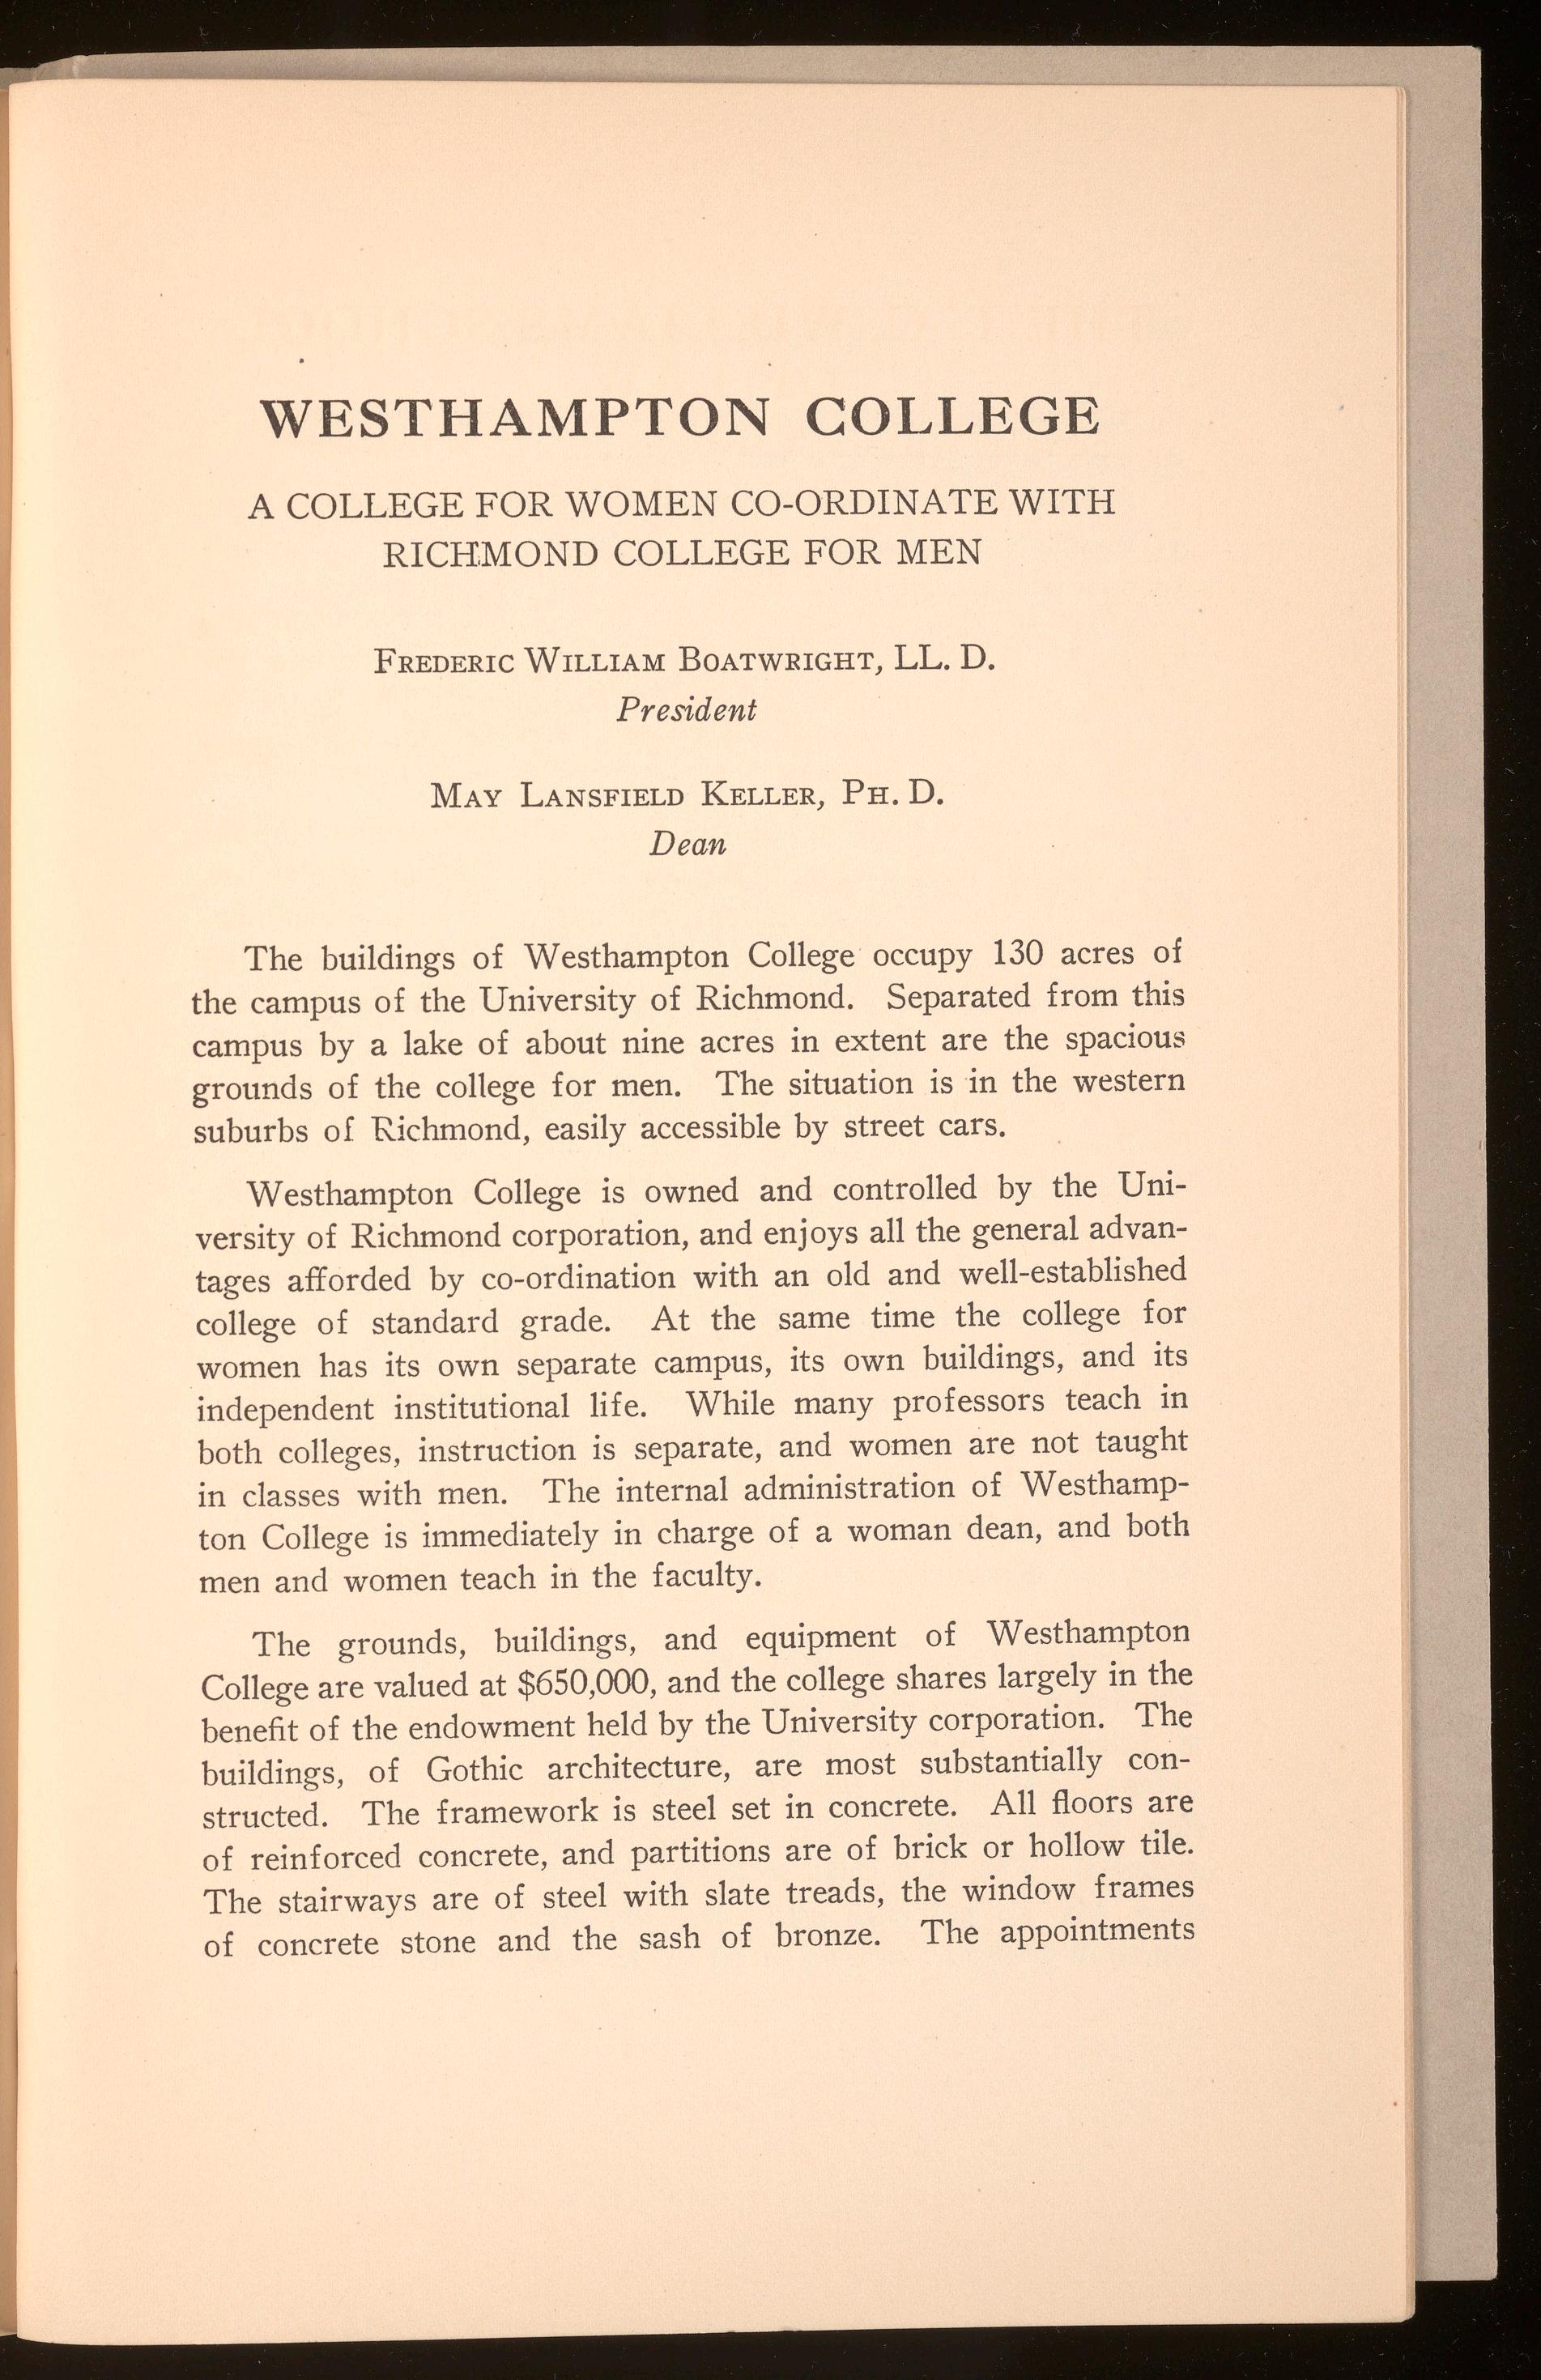 WESTHAMPTON COLLEGE
A COLLEGE FOR WOMEN CO-ORDINATE WITH
RICHMOND COLLEGE FOR MEN
FREDERIC WILLIAM BOATWRIGHT, LL. D.
President
MAY LANSFIELD KELLER, PH. D.
Dean
The buildings of Westhampton College occupy 130 acres of
the campus of the University of Richmond. Separated from this
campus by a lake of about nine acres in extent are the spacious
grounds of the college for men. The situation is in the western
suburbs of Richmond, easily accessible by street cars.
Westhampton College is owned and controlled by the Uni-
versity of Richmond corporation, and enjoys all the general advan-
tages afforded by co-ordination with an old and well-established
college of standard grade. At the same time the college for
women has its own separate campus, its own buildings, and its
independent institutional life. While many professors teach in
both colleges, instruction is separate, and women are not taught
in classes with men. The internal administration of Westhamp-
ton College is immediately in charge of a woman dean, and both
men and women teach in the faculty.
The grounds, buildings, and equipment of Westhampton
College are valued at $650,000, and the college shares largely in the
benefit of the endowment held by the University corporation. The
buildings, of Gothic architecture, are most substantially con-
structed. The framework is steel set in concrete. All floors are
of reinforced concrete, and partitions are of brick or hollow tile.
The stairways are of steel with slate treads, the window frames
of concrete stone and the sash of bronze. The appointments